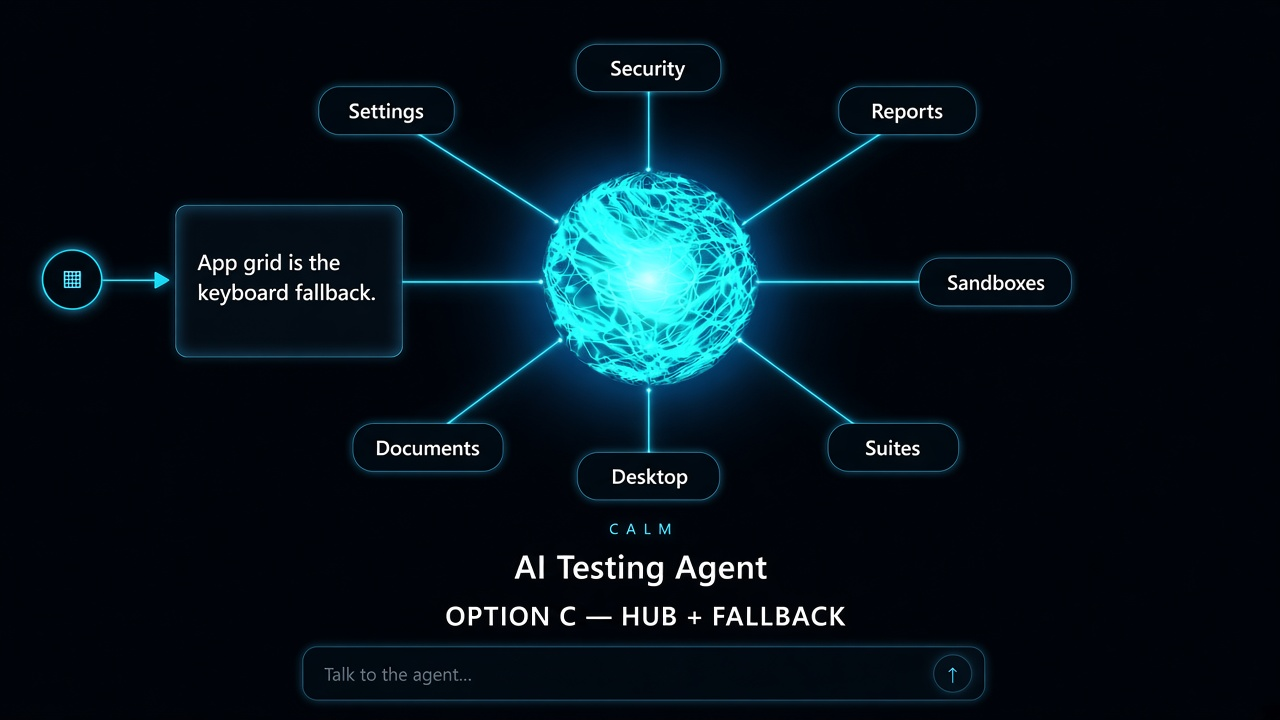 Security
Settings
Reports
App grid is the
keyboard fallback.
Sandboxes
Documents
Suites
Desktop
CALM
AI Testing Agent
OPTION C — HUB + FALLBACK
Talk to the agent...